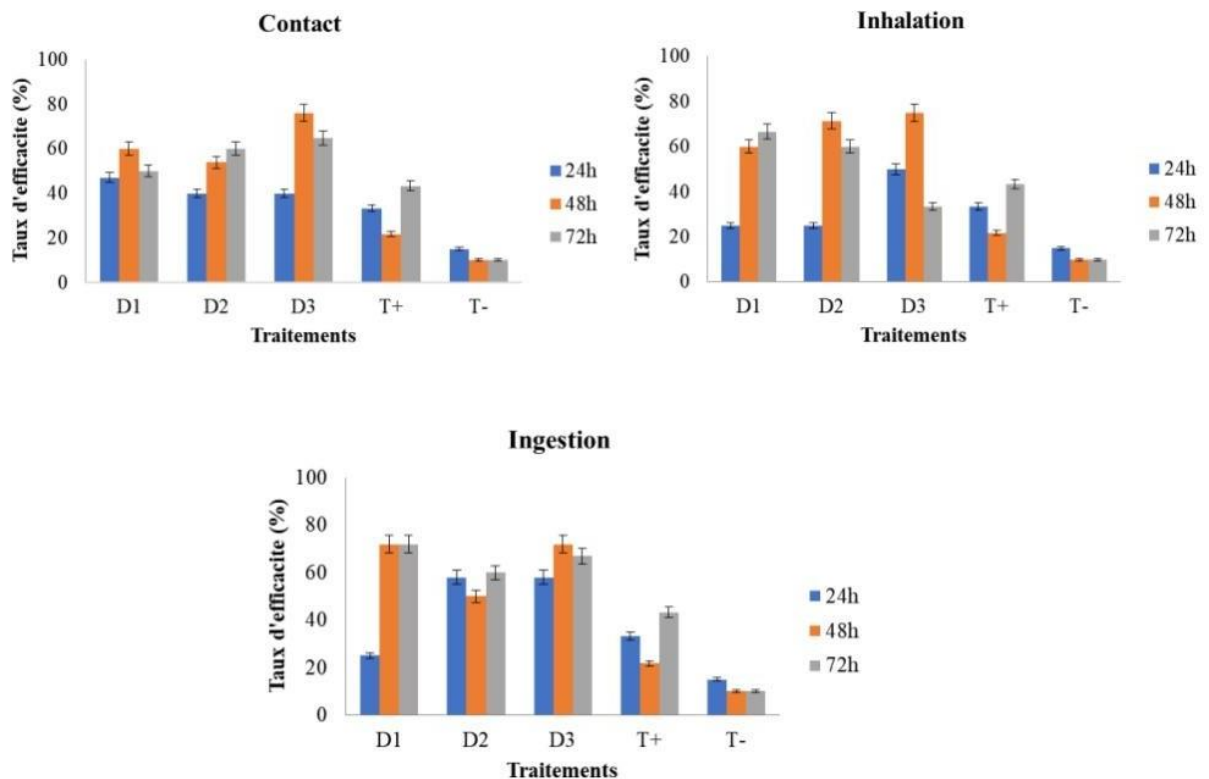 Contact
Taux d'efficacite (%)
100
80
60
40
20
0
D1 D2 D3 T+ T-
Traitements
24h
48h
72h
Inhalation
Taux d'efficacite (%)
100
80
60
40
20
0
D1 D2 D3 T+ T-
Traitements
24h
48h
72h
Ingestion
Taux d'efficacite (%)
100
80
60
40
20
0
D1 D2 D3 T+ T-
Traitements
24h
48h
72h